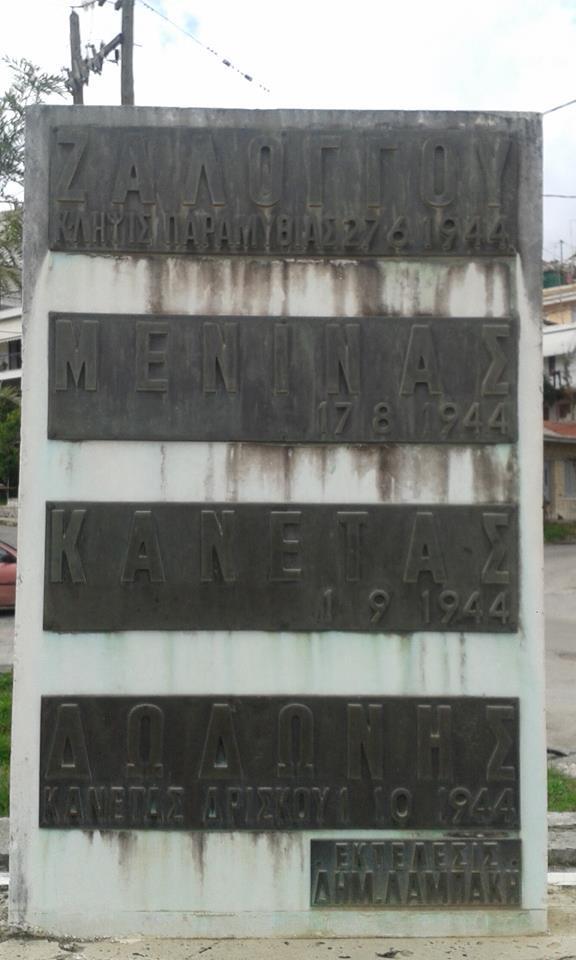 ΖΑΛΟΓΓΟΥ
ΚΛΗΨΙΣ ΠΑΡΑΜΥΘΙΑΣ 27 6 1944
ΜΕΝΙΝΑΣ
17 8 1944
ΚΑΝΕΤΑΣ
1 9 1944
ΔΩΔΩΝΗΣ
ΚΑΝΕΤΑΣ ΔΡΙΣΚΟΥ 1 10 1944
ΕΚΤΕΛΕΣΙΣ
ΔΗΜ. ΛΑΜΠΑΚΗ